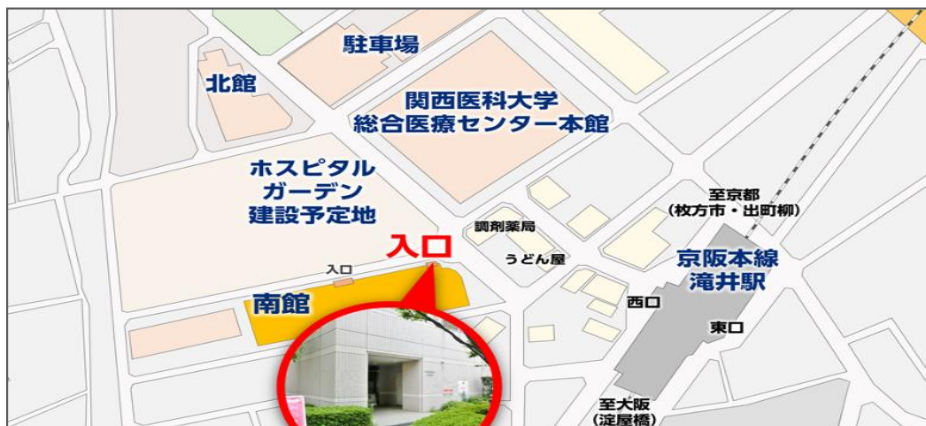 駐車場
北館
関西医科大学
総合医療センター本館
ホスピタル
ガーデン
建設予定地
至京都
(枚方市・出町柳)
調剤薬局
うどん屋
京阪本線
滝井駅
入口
入口
南館
西口
東口
至大阪
(淀屋橋)